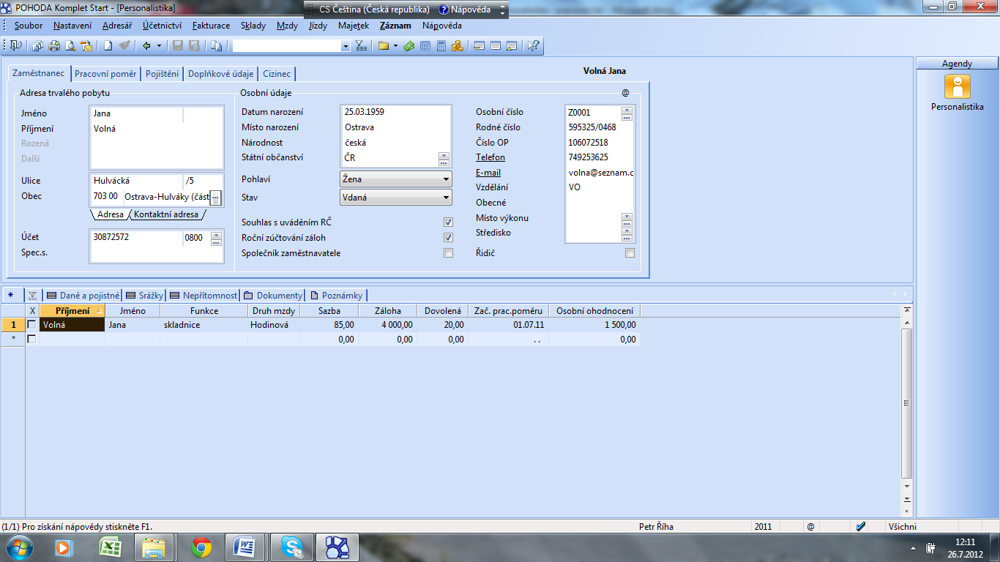 POHODA Komplet Start - [Personalistika]
CS Čeština (Česká republika) Nápověda
Soubor Nastavení Adresář Účetnictví Fakturace Sklady Mzdy Jízdy Majetek Záznam Nápověda
Agendy
Personalistika
Zaměstnanec Pracovní poměr Pojištění Doplňkové údaje Cizinec
Volná Jana
Adresa trvalého pobytu
Jméno Jana
Příjmení Volná
Rozená
Další
Ulice Hulvácká /5
Obec 703 00 Ostrava-Hulváky (část
Adresa Kontaktní adresa
Účet 30872572 0800
Spec.s.
Osobní údaje @
Datum narození 25.03.1959
Místo narození Ostrava
Národnost česká
Státní občanství ČR
Pohlaví Žena
Stav Vdaná
Souhlas s uváděním RČ
Roční zúčtování záloh
Společník zaměstnavatele
Osobní číslo Z0001
Rodné číslo 595325/0468
Číslo OP 106072518
Telefon 749253625
E-mail volna@seznam.c
Vzdělání VO
Obecné
Místo výkonu
Středisko
Řidič
* Daně a pojistné Srážky Nepřítomnost Dokumenty Poznámky
X Příjmení Jméno Funkce Druh mzdy Sazba Záloha Dovolená Zač. prac.poměru Osobní ohodnocení
1 Volná Jana skladnice Hodinová 85,00 4 000,00 20,00 01.07.11 1 500,00
* 0,00 0,00 0,00 . . 0,00
(1/1) Pro získání nápovědy stiskněte F1. Petr Říha 2011 @ Všichni
12:11
26.7.2012